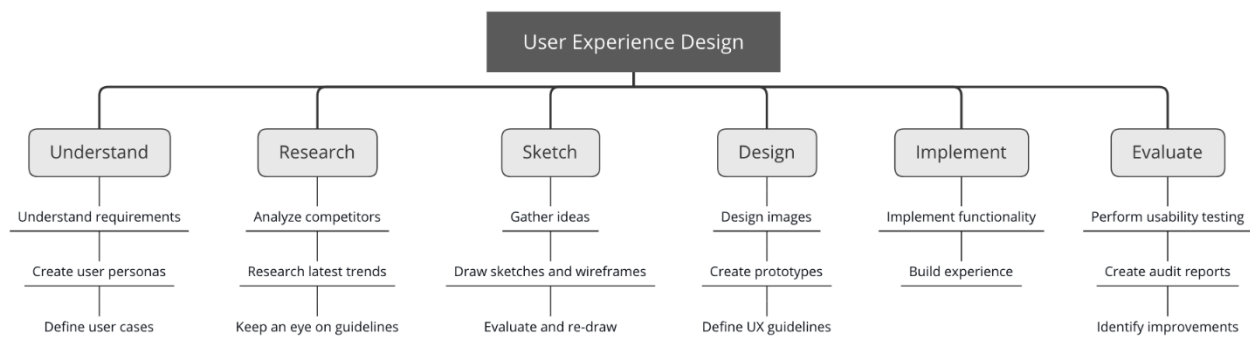 User Experience Design
Understand
Research
Sketch
Design
Implement
Evaluate
Understand requirements
Analyze competitors
Gather ideas
Design images
Implement functionality
Perform usability testing
Create user personas
Research latest trends
Draw sketches and wireframes
Create prototypes
Build experience
Create audit reports
Define user cases
Keep an eye on guidelines
Evaluate and re-draw
Define UX guidelines
Identify improvements